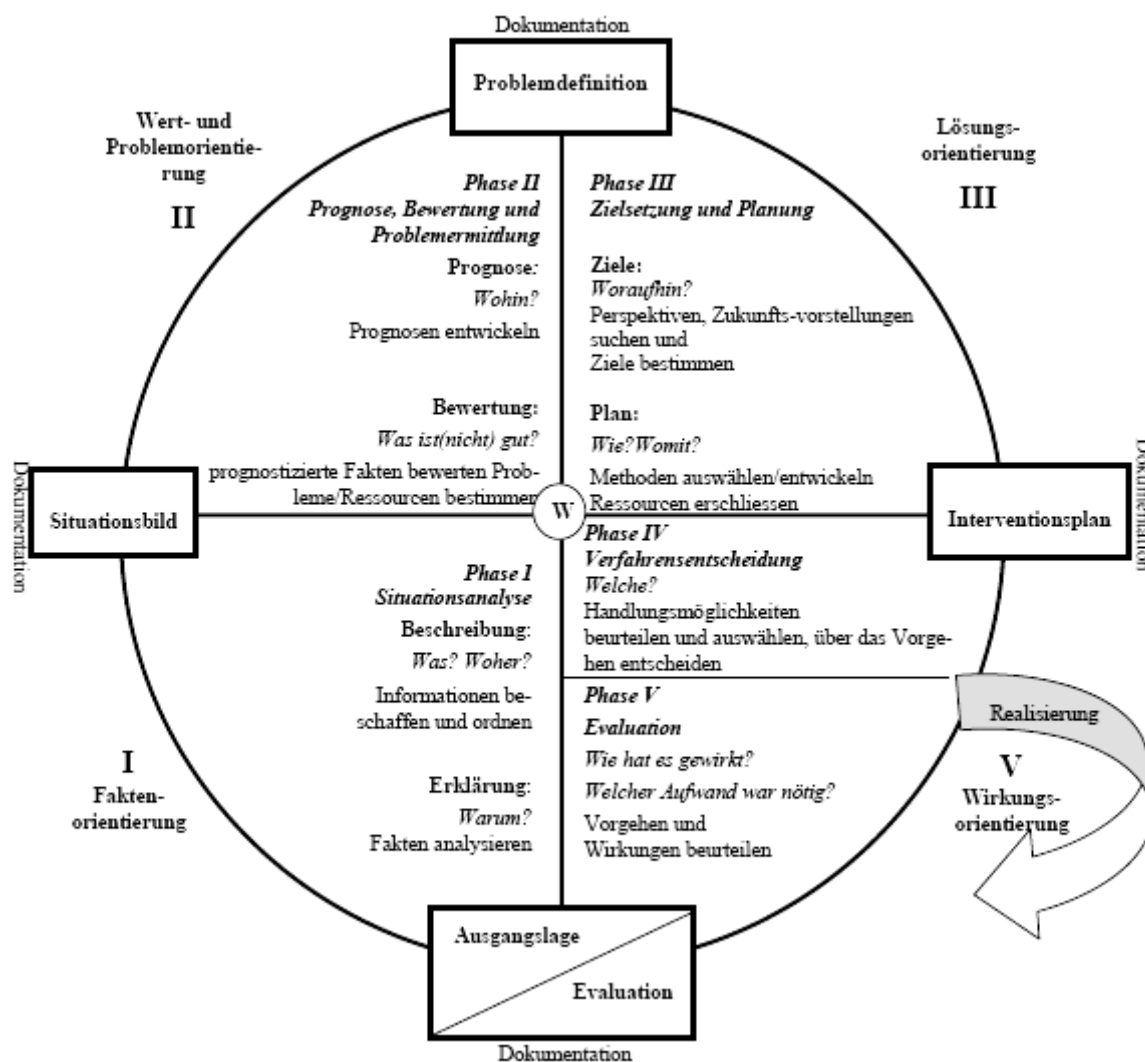 Dokumentation
Problemdefinition
Wert- und
Problemorientie-
rung
II
Lösungs-
orientierung
III
Phase II
Prognose, Bewertung und
Problemermittlung
Prognose:
Wohin?
Prognosen entwickeln
Bewertung:
Was ist(nicht) gut?
prognostizierte Fakten bewerten Prob-
leme/Ressourcen bestimmen
Phase III
Zielsetzung und Planung
Ziele:
Woraufhin?
Perspektiven, Zukunfts-vorstellungen
suchen und
Ziele bestimmen
Plan:
Wie?Womit?
Methoden auswählen/entwickeln
Ressourcen erschliessen
Dokumentation
Situationsbild
W
Interventionsplan
Dokumentation
Phase I
Situationsanalyse
Beschreibung:
Was? Woher?
Informationen be-
schaffen und ordnen
Erklärung:
Warum?
Fakten analysieren
Phase IV
Verfahrensentscheidung
Welche?
Handlungsmöglichkeiten
beurteilen und auswählen, über das Vorge-
hen entscheiden
Phase V
Evaluation
Wie hat es gewirkt?
Welcher Aufwand war nötig?
Vorgehen und
Wirkungen beurteilen
I
Fakten-
orientierung
Realisierung
V
Wirkungs-
orientierung
Ausgangslage
Evaluation
Dokumentation